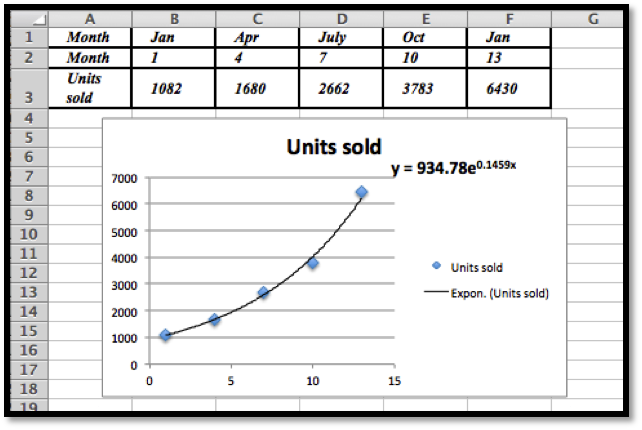 A B C D E F G
1 Month Jan Apr July Oct Jan
2 Month 1 4 7 10 13
Units
3 sold 1082 1680 2662 3783 6430
4
5
6
7
8
9
10
11
12
13
14
15
16
17
18
19
Units sold
y = 934.78e^0.1459x
7000
6000
5000
4000
3000
2000
1000
0
0 5 10 15
Units sold
Expon. (Units sold)